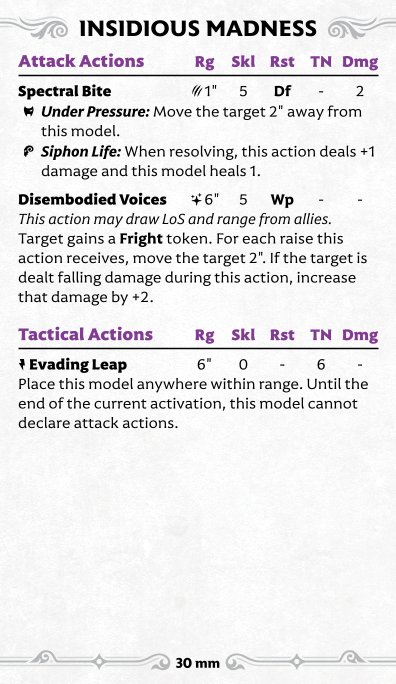 INSIDIOUS MADNESS
Attack Actions Rg Skl Rst TN Dmg
Spectral Bite 1" 5 Df - 2
Under Pressure: Move the target 2" away from
this model.
Siphon Life: When resolving, this action deals +1
damage and this model heals 1.
Disembodied Voices 6" 5 Wp - -
This action may draw LoS and range from allies.
Target gains a Fright token. For each raise this
action receives, move the target 2". If the target is
dealt falling damage during this action, increase
that damage by +2.
Tactical Actions Rg Skl Rst TN Dmg
Evading Leap 6" 0 - 6 -
Place this model anywhere within range. Until the
end of the current activation, this model cannot
declare attack actions.
30 mm